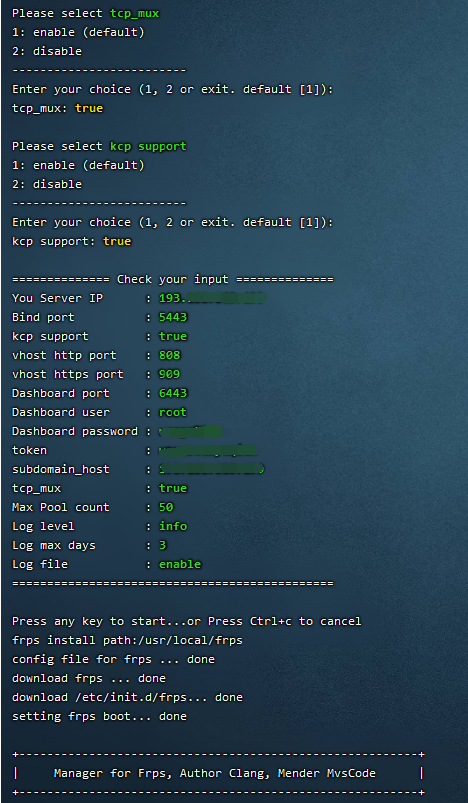 Please select tcp_mux
1: enable (default)
2: disable
-------------------------
Enter your choice (1, 2 or exit. default [1]):
tcp_mux: true
Please select kcp support
1: enable (default)
2: disable
-------------------------
Enter your choice (1, 2 or exit. default [1]):
kcp support: true
============== Check your input ==============
You Server IP : 193.
Bind port : 5443
kcp support : true
vhost http port : 808
vhost https port : 909
Dashboard port : 6443
Dashboard user : root
Dashboard password :
token :
subdomain_host :
tcp_mux : true
Max Pool count : 50
Log level : info
Log max days : 3
Log file : enable
==============================================
Press any key to start...or Press Ctrl+c to cancel
frps install path:/usr/local/frps
config file for frps ... done
download frps ... done
download /etc/init.d/frps... done
setting frps boot... done
+---------------------------------------------------------+
| Manager for Frps, Author Clang, Mender MvsCode |
+---------------------------------------------------------+